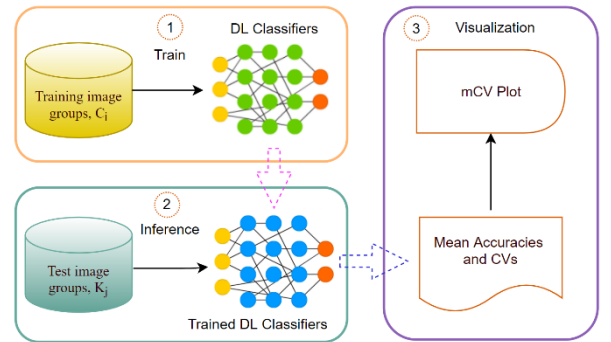 1
Train
DL Classifiers
Training image
groups, Ci
2
Inference
Test image
groups, Kj
Trained DL Classifiers
3
Visualization
mCV Plot
Mean Accuracies
and CVs